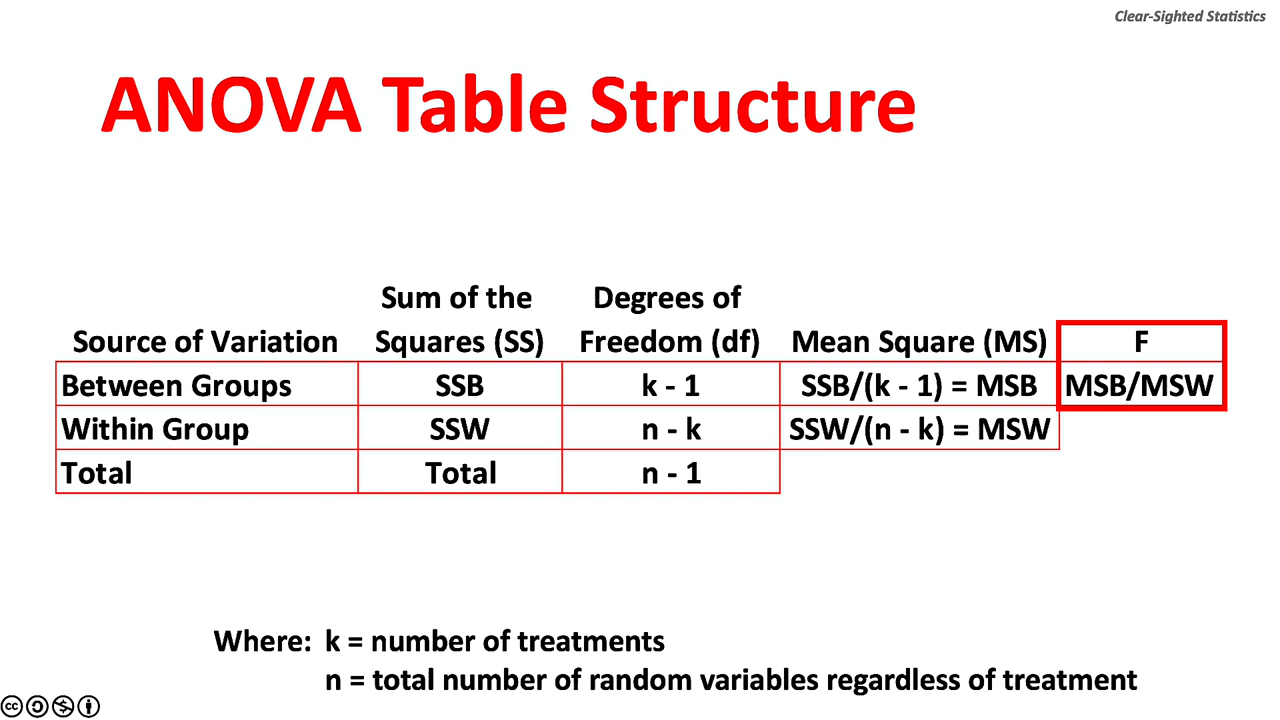 Clear-Sighted Statistics
ANOVA Table Structure
Sum of the Degrees of
Source of Variation Squares (SS) Freedom (df) Mean Square (MS) F
Between Groups SSB k - 1 SSB/(k - 1) = MSB MSB/MSW
Within Group SSW n - k SSW/(n - k) = MSW
Total Total n - 1
Where: k = number of treatments
n = total number of random variables regardless of treatment
cc